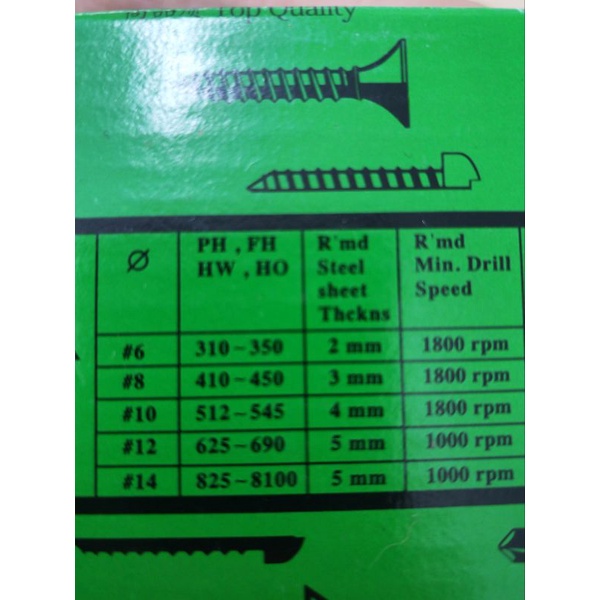 Top Quality
Ø
PH , FH
HW , HO
R'md
Steel
sheet
Thckns
R'md
Min. Drill
Speed
#6 310~350 2 mm 1800 rpm
#8 410~450 3 mm 1800 rpm
#10 512~545 4 mm 1800 rpm
#12 625~690 5 mm 1000 rpm
#14 825~8100 5 mm 1000 rpm